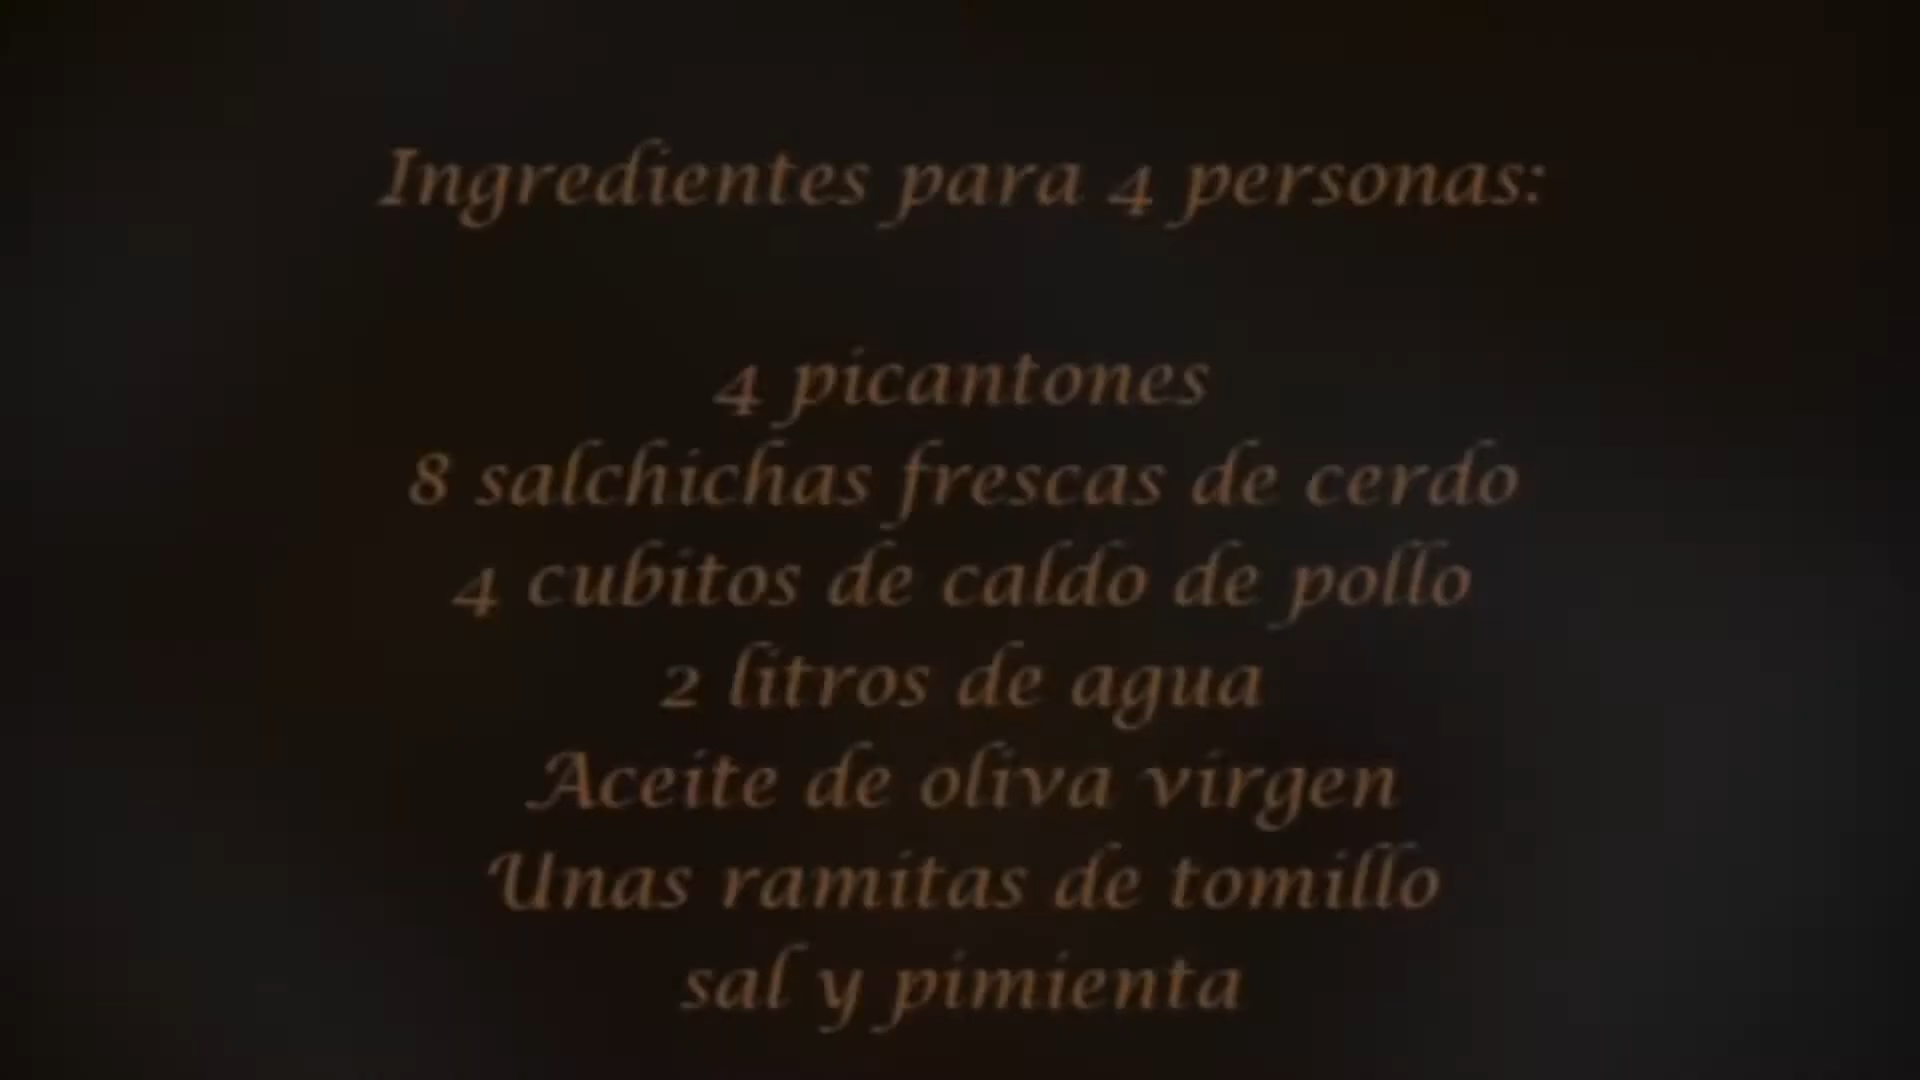 Ingredientes para 4 personas:
4 picantones
8 salchichas frescas de cerdo
4 cubitos de caldo de pollo
2 litros de agua
Aceite de oliva virgen
Unas ramitas de tomillo
sal y pimienta